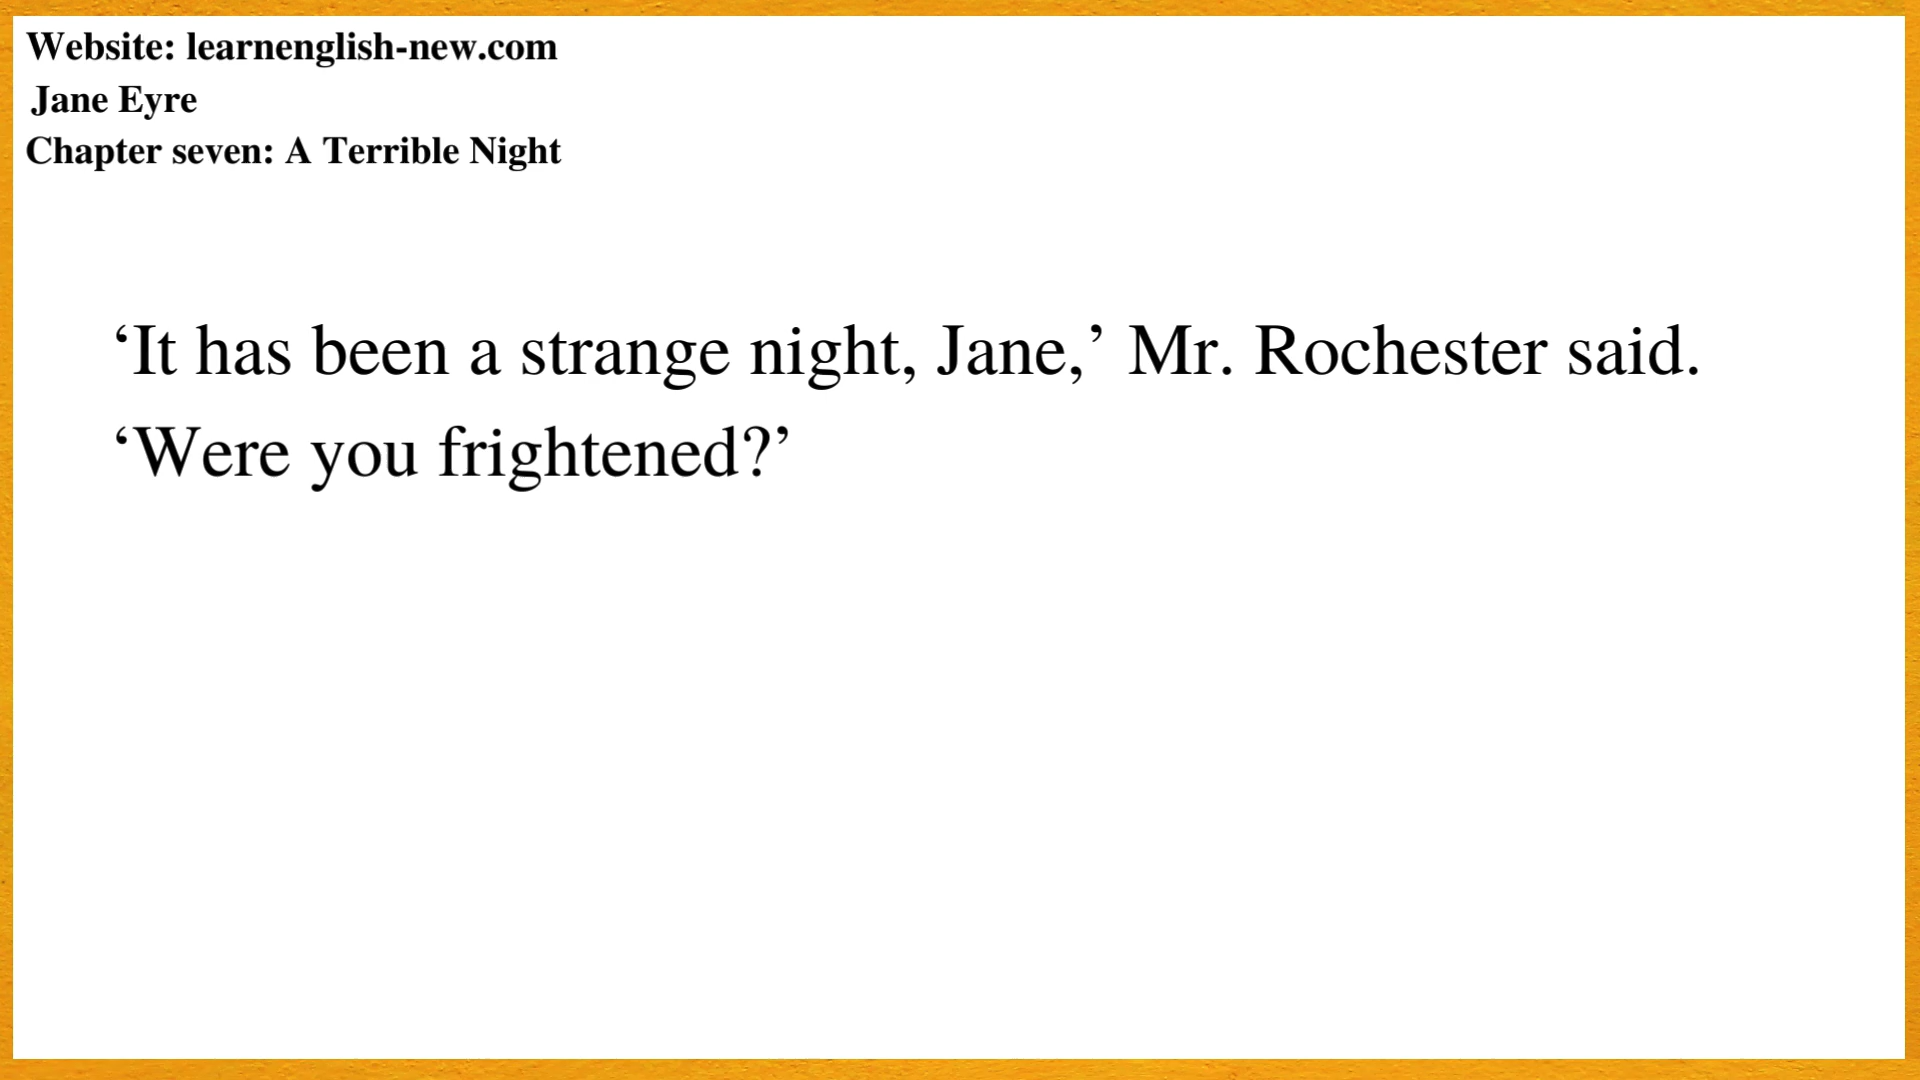 Website: learnenglish-new.com
Jane Eyre
Chapter seven: A Terrible Night
‘It has been a strange night, Jane,’ Mr. Rochester said.
‘Were you frightened?’